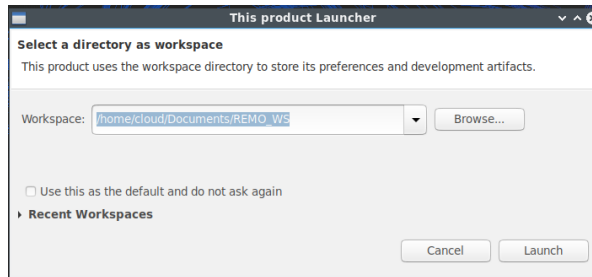 This product Launcher
Select a directory as workspace
This product uses the workspace directory to store its preferences and development artifacts.
Workspace: /home/cloud/Documents/REMO_WS Browse...
Use this as the default and do not ask again
Recent Workspaces
Cancel Launch